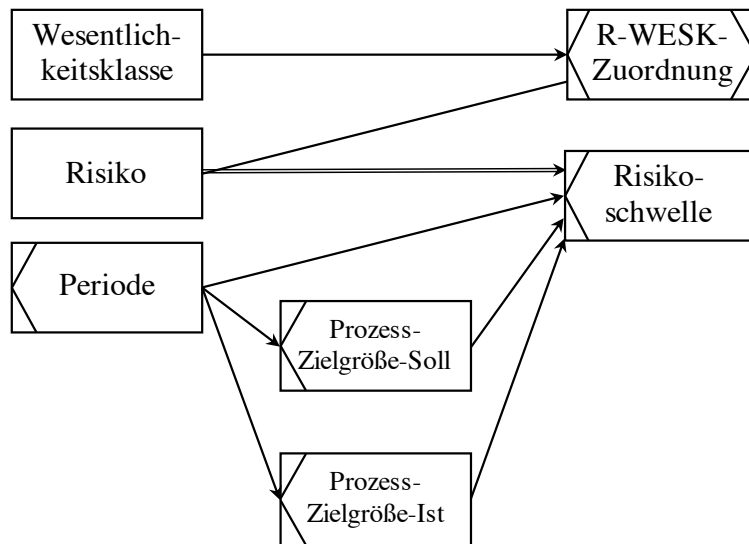 Wesentlich-
keitsklasse
R-WESK-
Zuordnung
Risiko
Risiko-
schwelle
Periode
Prozess-
Zielgröße-Soll
Prozess-
Zielgröße-Ist